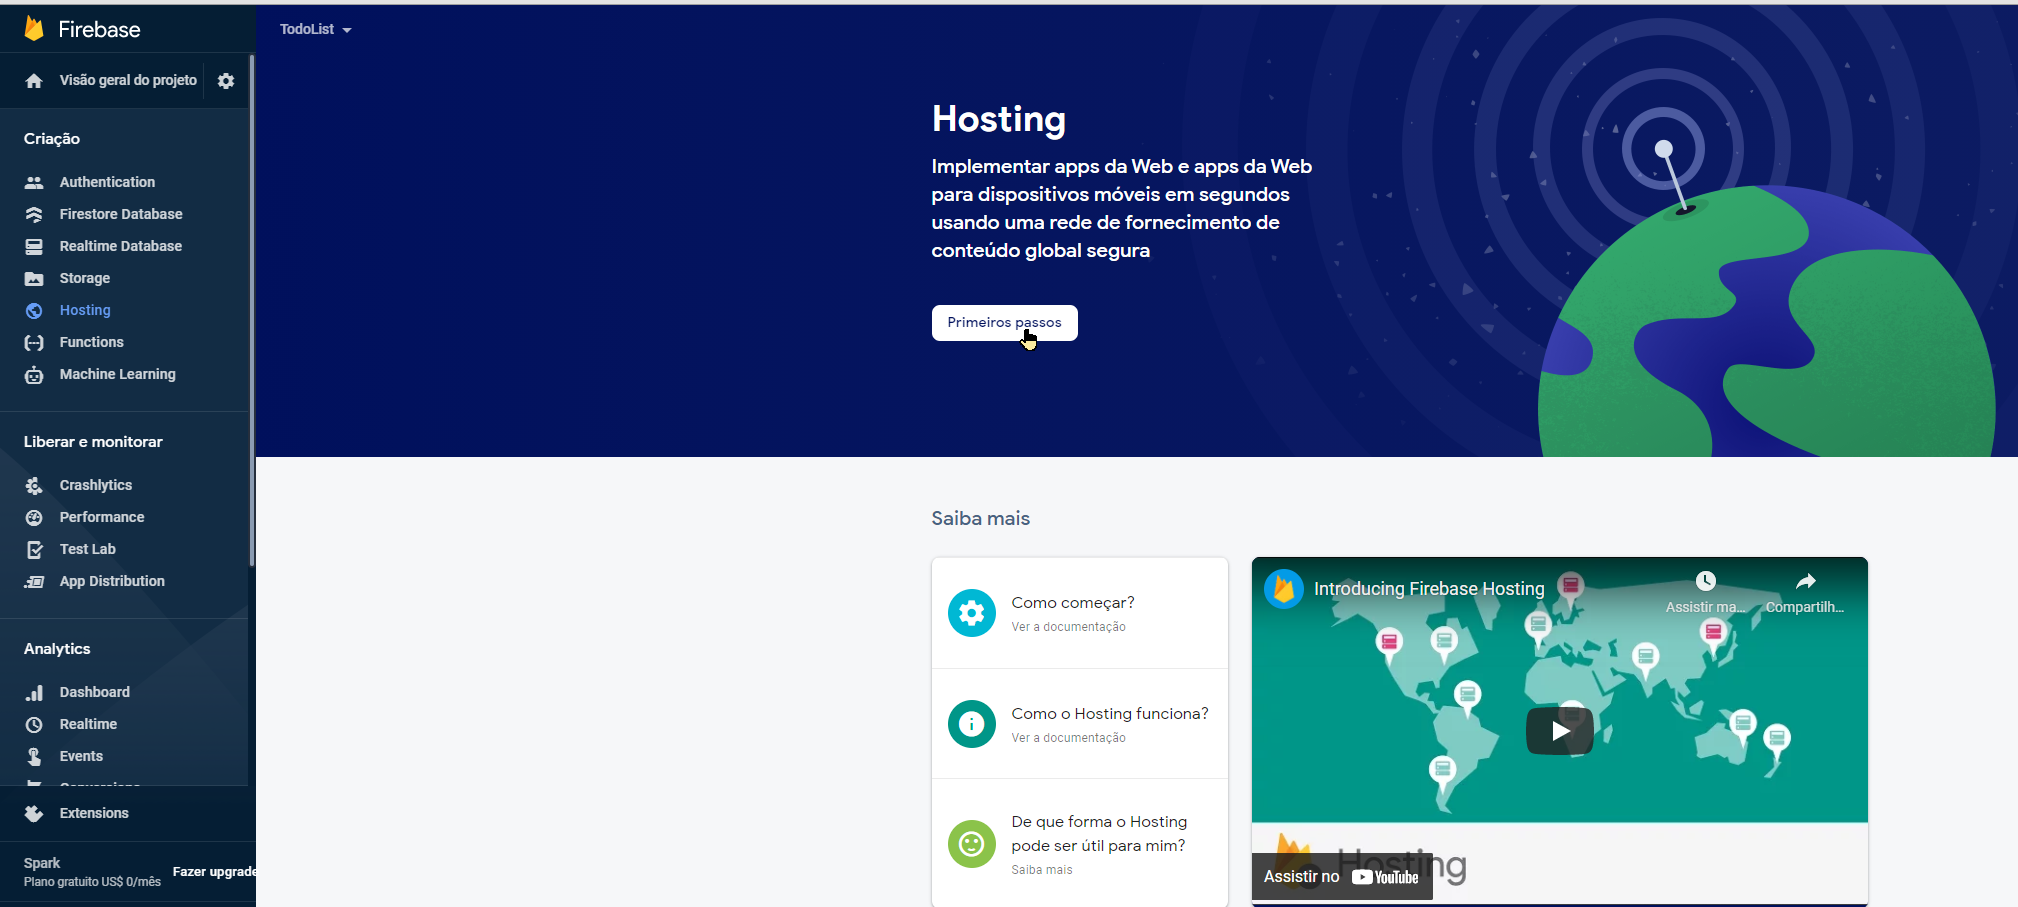 Firebase
TodoList
Visão geral do projeto
Criação
Authentication
Firestore Database
Realtime Database
Storage
Hosting
Functions
Machine Learning
Liberar e monitorar
Crashlytics
Performance
Test Lab
App Distribution
Analytics
Dashboard
Realtime
Events
Conversions
Extensions
Spark
Plano gratuito US$ 0/mês
Fazer upgrade
Hosting
Implementar apps da Web e apps da Web
para dispositivos móveis em segundos
usando uma rede de fornecimento de
conteúdo global segura
Primeiros passos
Saiba mais
Como começar?
Ver a documentação
Como o Hosting funciona?
Ver a documentação
De que forma o Hosting
pode ser útil para mim?
Saiba mais
Introducing Firebase Hosting
Assistir ma...
Compartilh...
Hosting
Assistir no YouTube